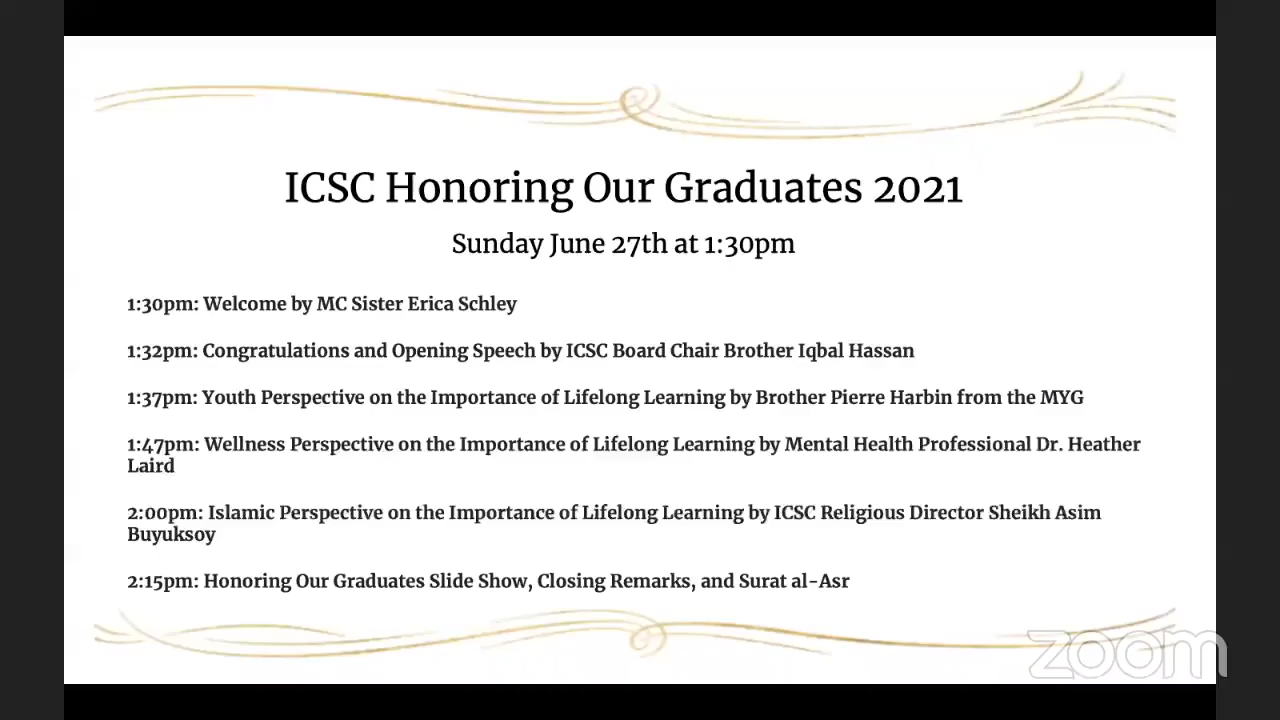 ICSC Honoring Our Graduates 2021
Sunday June 27th at 1:30pm
1:30pm: Welcome by MC Sister Erica Schley
1:32pm: Congratulations and Opening Speech by ICSC Board Chair Brother Iqbal Hassan
1:37pm: Youth Perspective on the Importance of Lifelong Learning by Brother Pierre Harbin from the MYG
1:47pm: Wellness Perspective on the Importance of Lifelong Learning by Mental Health Professional Dr. Heather
Laird
2:00pm: Islamic Perspective on the Importance of Lifelong Learning by ICSC Religious Director Sheikh Asim
Buyuksoy
2:15pm: Honoring Our Graduates Slide Show, Closing Remarks, and Surat al-Asr
zoom